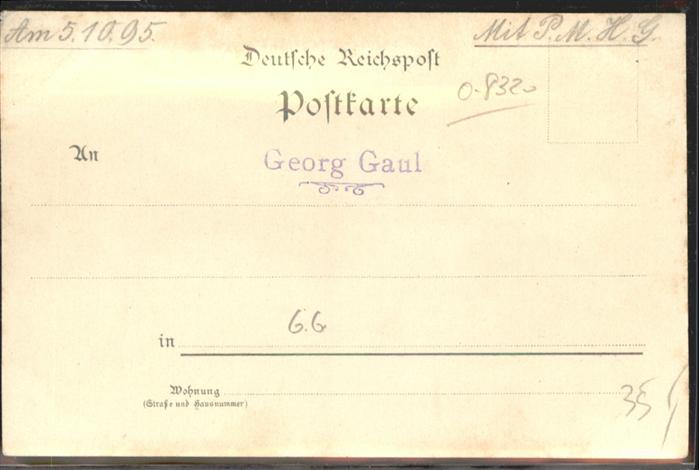 Am 5.10.95.
Mit P. M. H. G.
Deutsche Reichspost
Postkarte
0-8320
An
Georg Gaul
6.6
in
Wohnung
(Straße und Hausnummer)
35